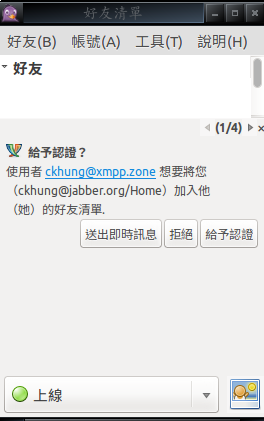 好友清單
好友(B) 帳號(A) 工具(T) 說明(H)
好友
(1/4)
給予認證？
使用者 ckhung@xmpp.zone 想要將您
（ckhung@jabber.org/Home）加入他
（她）的好友清單.
送出即時訊息 拒絕 給予認證
上線